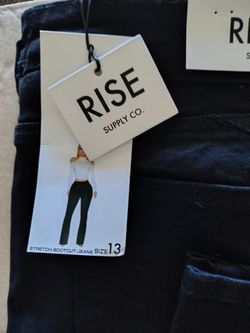 RISE
SUPPLY CO.
STRETCH BOOTCUT JEANS SIZE 13
RI